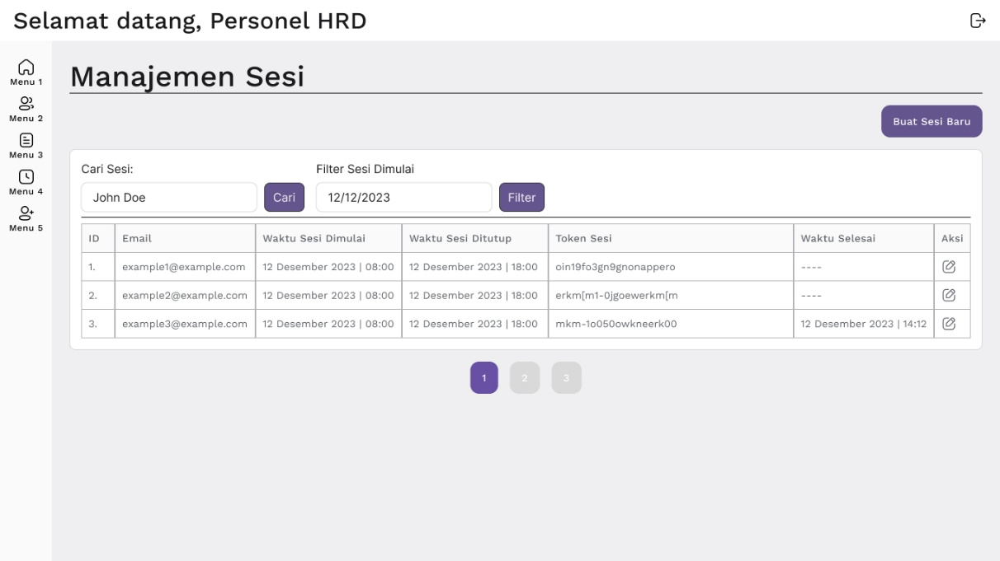 Selamat datang, Personel HRD
Menu 1
Menu 2
Menu 3
Menu 4
Menu 5
Manajemen Sesi
Buat Sesi Baru
Cari Sesi: Filter Sesi Dimulai
John Doe Cari 12/12/2023 Filter
ID Email Waktu Sesi Dimulai Waktu Sesi Ditutup Token Sesi Waktu Selesai Aksi
1. example1@example.com 12 Desember 2023 | 08:00 12 Desember 2023 | 18:00 oin19fo3gn9gnonappero ----
2. example2@example.com 12 Desember 2023 | 08:00 12 Desember 2023 | 18:00 erkm[m1-0jgoewerkm[m ----
3. example3@example.com 12 Desember 2023 | 08:00 12 Desember 2023 | 18:00 mkm-1o050owkneerk00 12 Desember 2023 | 14:12
1 2 3